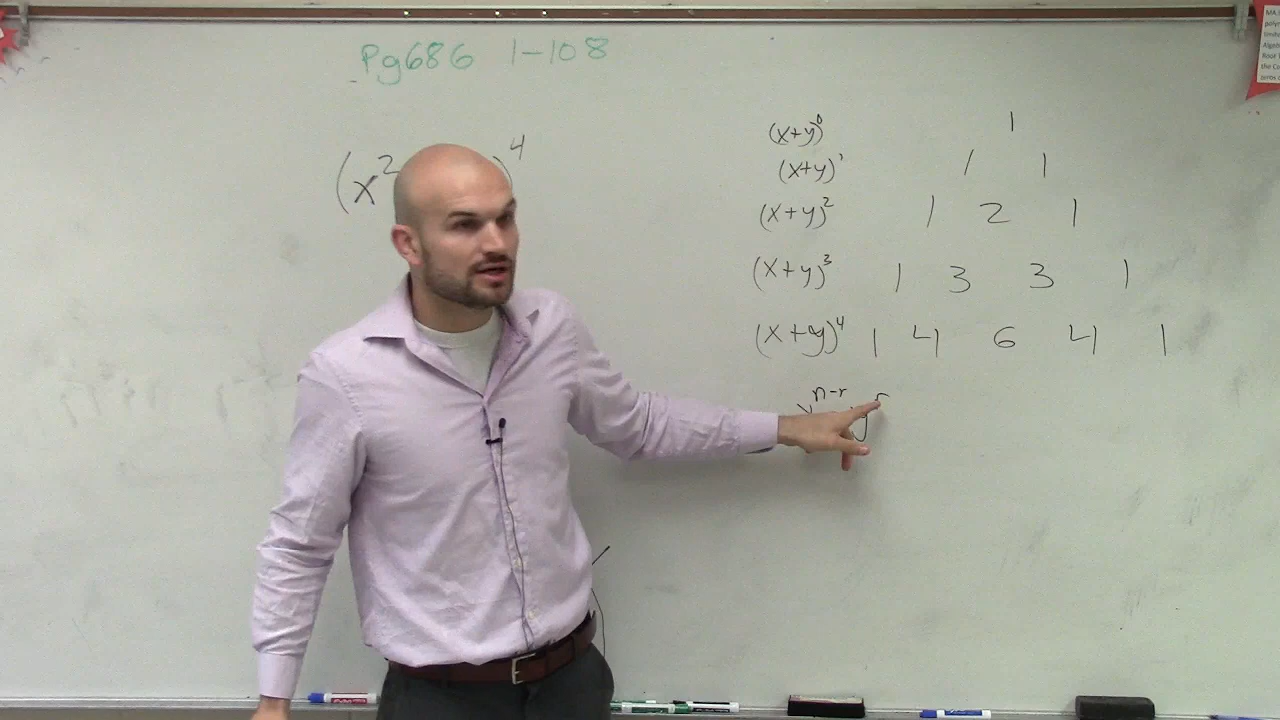 Pg686 1-108
(x² )⁴
(x+y)⁰ 1
(x+y)¹ 1 1
(x+y)² 1 2 1
(x+y)³ 1 3 3 1
(x+y)⁴ 1 4 6 4 1
n-r r
y